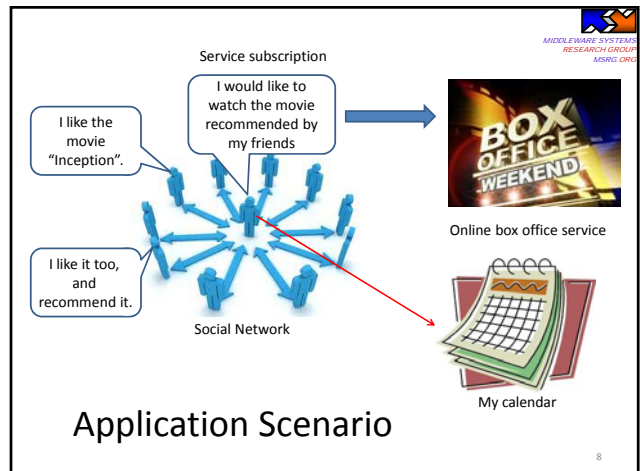 MIDDLEWARE SYSTEMS
RESEARCH GROUP
MSRG.ORG
Service subscription
I would like to
watch the movie
recommended by
my friends
I like the
movie
“Inception”.
BOX
OFFICE
WEEKEND
Online box office service
I like it too,
and
recommend it.
Social Network
My calendar
Application Scenario
8